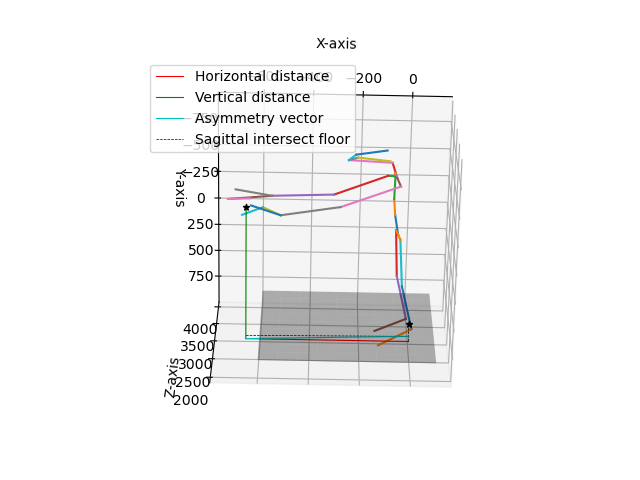 X-axis
−200 0
Horizontal distance
Vertical distance
Asymmetry vector
Sagittal intersect floor
Y-axis
−250
0
250
500
750
4000
3500
3000
2500
2000
Z-axis